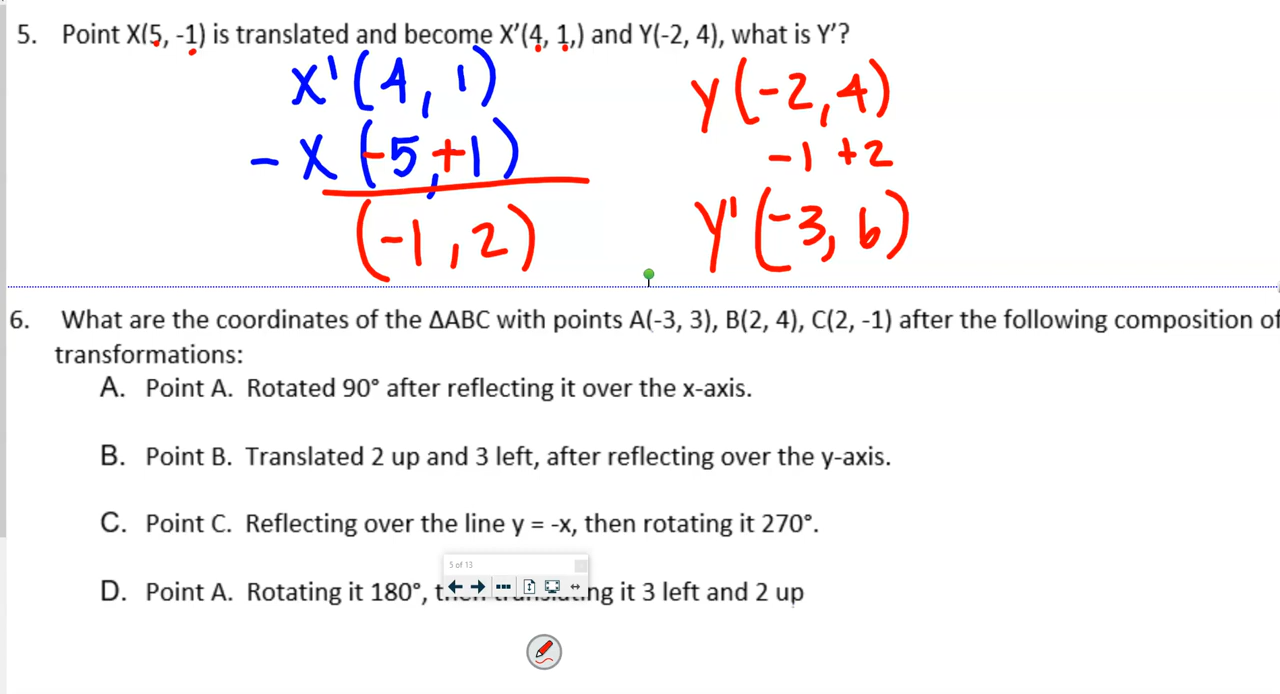 5. Point X(5, -1) is translated and become X'(4, 1,) and Y(-2, 4), what is Y'?
X'(4, 1)
- X(-5, +1)
(-1, 2)
Y(-2, 4)
-1 +2
Y'(-3, 6)
6. What are the coordinates of the ΔABC with points A(-3, 3), B(2, 4), C(2, -1) after the following composition of
transformations:
A. Point A. Rotated 90° after reflecting it over the x-axis.
B. Point B. Translated 2 up and 3 left, after reflecting over the y-axis.
C. Point C. Reflecting over the line y = -x, then rotating it 270°.
5 of 13
D. Point A. Rotating it 180°, it 3 left and 2 up